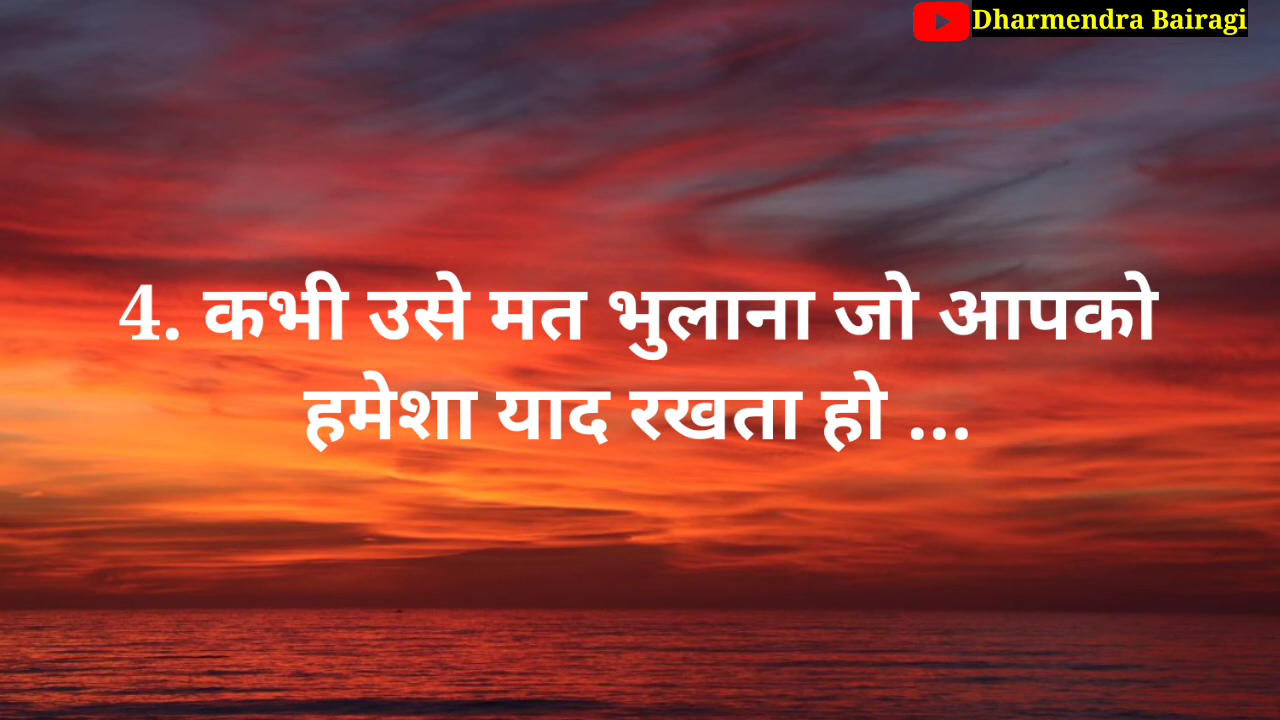 Dharmendra Bairagi
4. कभी उसे मत भुलाना जो आपको
हमेशा याद रखता हो ...